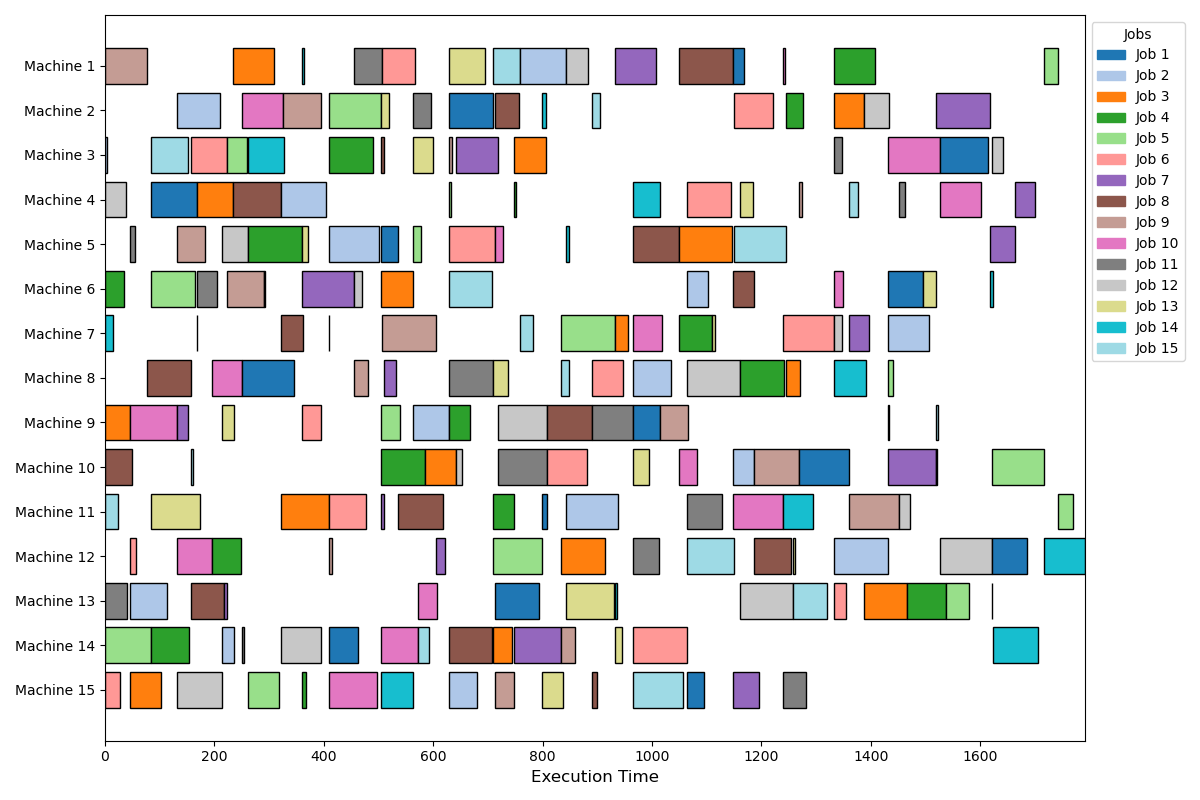 Machine 1
Machine 2
Machine 3
Machine 4
Machine 5
Machine 6
Machine 7
Machine 8
Machine 9
Machine 10
Machine 11
Machine 12
Machine 13
Machine 14
Machine 15
0 200 400 600 800 1000 1200 1400 1600
Execution Time
Jobs
Job 1
Job 2
Job 3
Job 4
Job 5
Job 6
Job 7
Job 8
Job 9
Job 10
Job 11
Job 12
Job 13
Job 14
Job 15